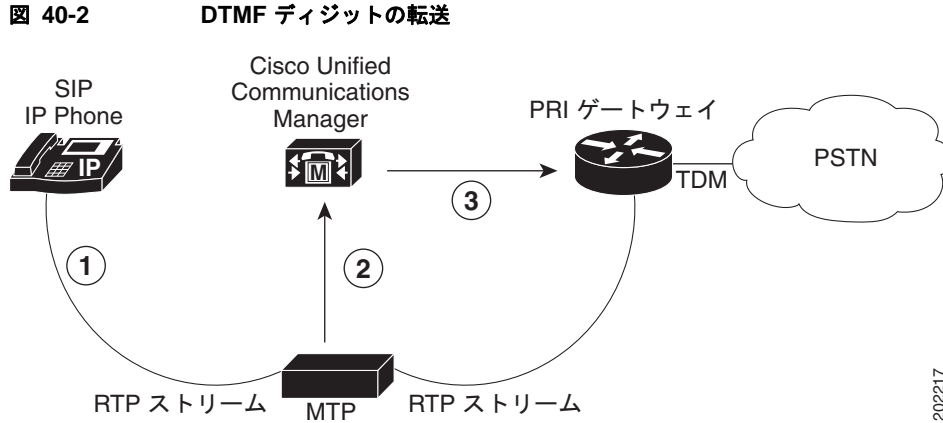 図 40-2 DTMF ディジットの転送
Cisco Unified
Communications
Manager
SIP
IP Phone
IP
M
PRI ゲートウェイ
PSTN
TDM
3
1
2
RTP ストリーム
MTP
RTP ストリーム
202217